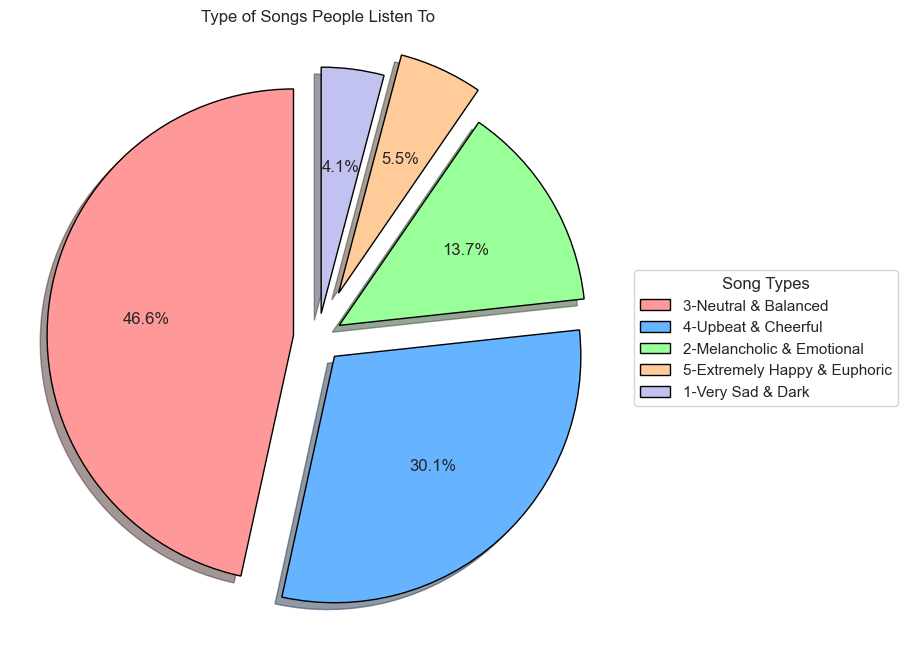 Type of Songs People Listen To
4.1%
5.5%
13.7%
46.6%
30.1%
Song Types
3-Neutral & Balanced
4-Upbeat & Cheerful
2-Melancholic & Emotional
5-Extremely Happy & Euphoric
1-Very Sad & Dark